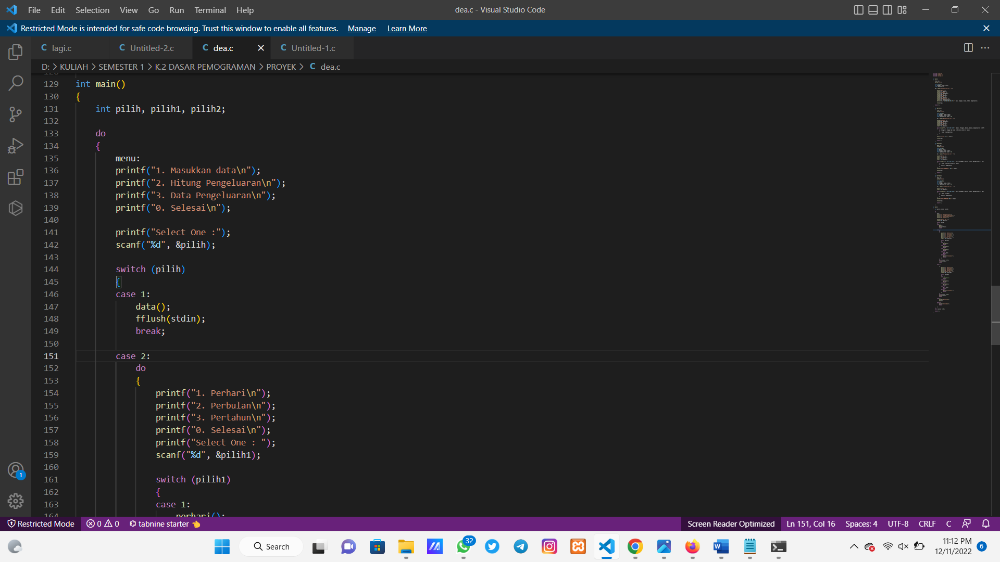 File Edit Selection View Go Run Terminal Help
dea.c - Visual Studio Code
Restricted Mode is intended for safe code browsing. Trust this window to enable all features. Manage Learn More
C lagi.c
C Untitled-2.c
C dea.c
C Untitled-1.c
D: > KULIAH > SEMESTER 1 > K.2 DASAR PEMOGRAMAN > PROYEK > C dea.c
129 int main()
130 {
131 int pilih, pilih1, pilih2;
132
133 do
134 {
135 menu:
136 printf("1. Masukkan data\n");
137 printf("2. Hitung Pengeluaran\n");
138 printf("3. Data Pengeluaran\n");
139 printf("0. Selesai\n");
140
141 printf("Select One :");
142 scanf("%d", &pilih);
143
144 switch (pilih)
145 {
146 case 1:
147 data();
148 fflush(stdin);
149 break;
150
151 case 2:
152 do
153 {
154 printf("1. Perhari\n");
155 printf("2. Perbulan\n");
156 printf("3. Pertahun\n");
157 printf("0. Selesai\n");
158 printf("Select One : ");
159 scanf("%d", &pilih1);
160
161 switch (pilih1)
162 {
163 case 1:
164 perhari();
1
Restricted Mode 0 0 tabnine starter
Screen Reader Optimized Ln 151, Col 16 Spaces: 4 UTF-8 CRLF C
Search
32
11:12 PM
12/11/2022
6